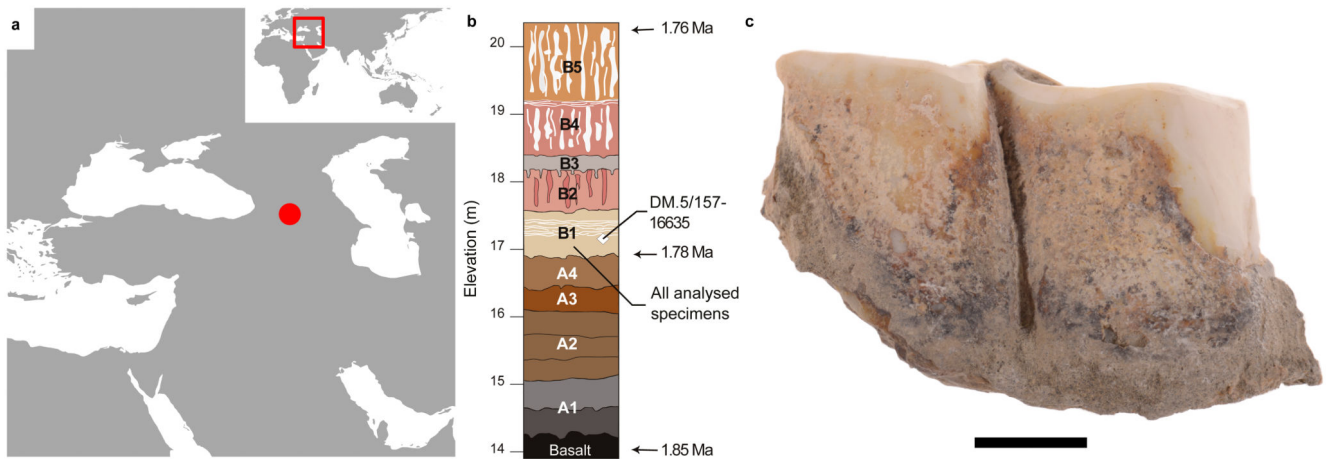 a
b
c
Elevation (m)
20
19
18
17
16
15
14
B5
B4
B3
B2
B1
A4
A3
A2
A1
Basalt
1.76 Ma
DM.5/157-
16635
1.78 Ma
All analysed
specimens
1.85 Ma